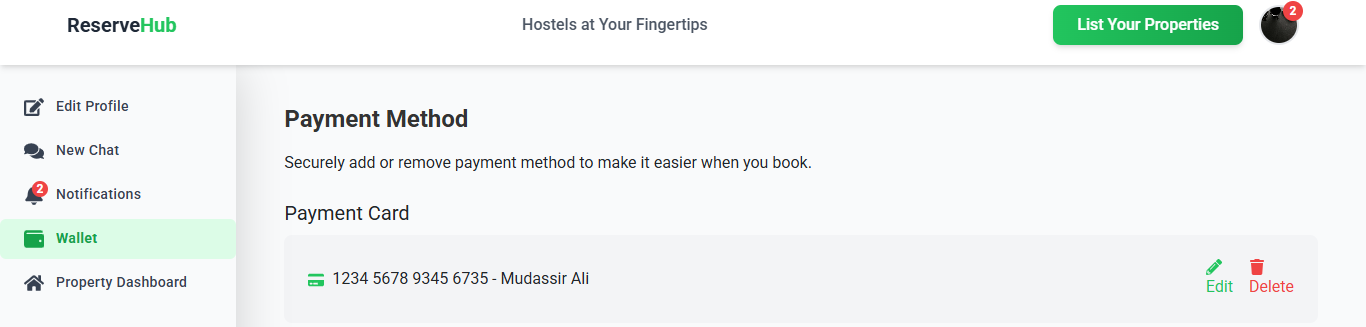 ReserveHub
Hostels at Your Fingertips
List Your Properties
2
Edit Profile
New Chat
2
Notifications
Wallet
Property Dashboard
Payment Method
Securely add or remove payment method to make it easier when you book.
Payment Card
1234 5678 9345 6735 - Mudassir Ali
Edit
Delete